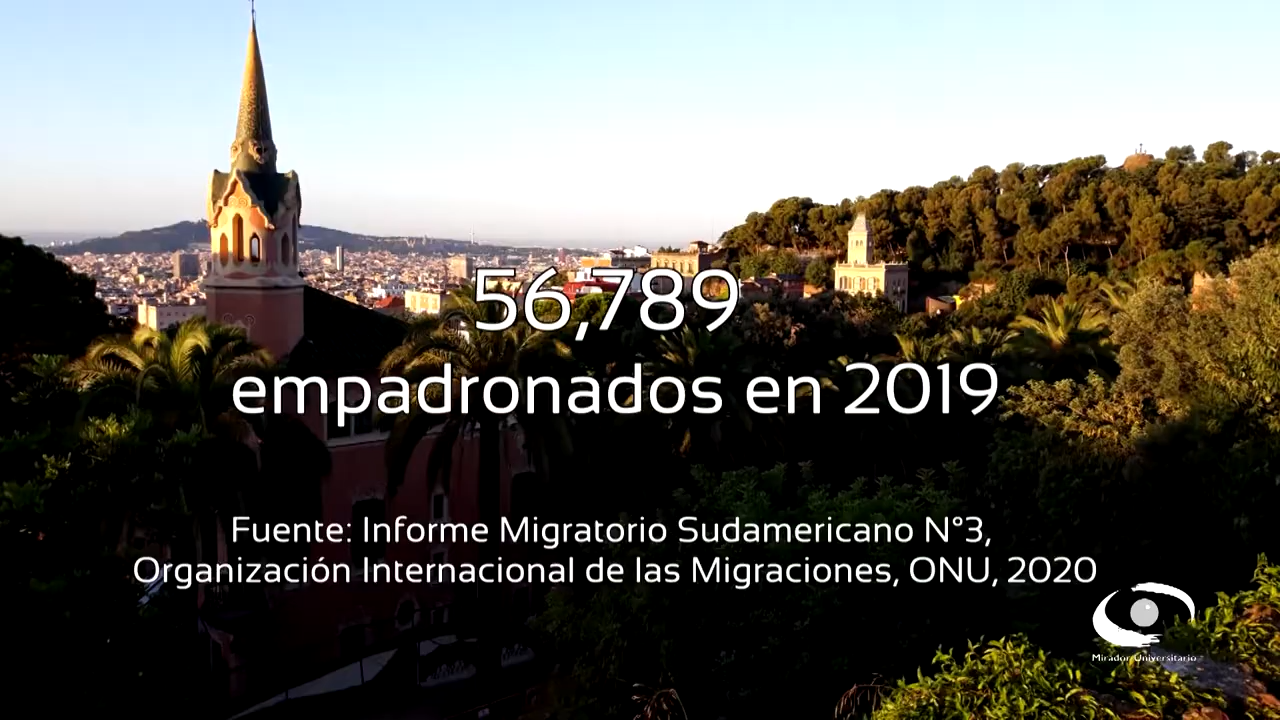 56,789
empadronados en 2019
Fuente: Informe Migratorio Sudamericano N°3,
Organización Internacional de las Migraciones, ONU, 2020
Mirador Universitario